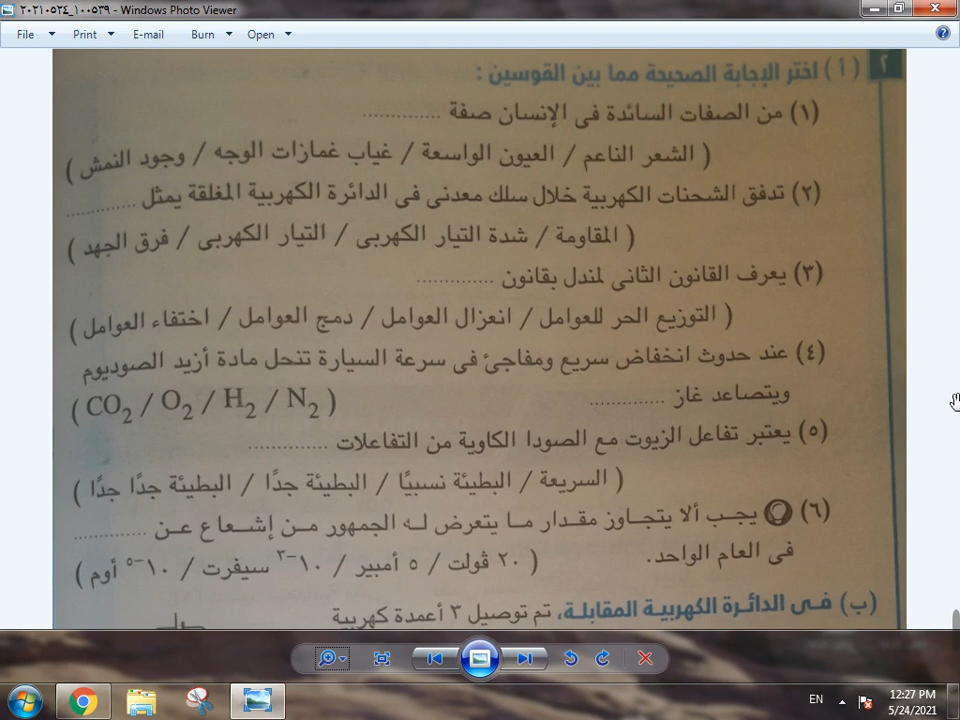 ٢٠٢١٠٥٢٤_١٠٠٥٣٩ - Windows Photo Viewer
File Print E-mail Burn Open
٢ (أ) اختر الإجابة الصحيحة مما بين القوسين :
(١) من الصفات السائدة فى الإنسان صفة ............
( الشعر الناعم / العيون الواسعة / غياب غمازات الوجه / وجود النمش )
(٢) تدفق الشحنات الكهربية خلال سلك معدنى فى الدائرة الكهربية المغلقة يمثل ............
( المقاومة / شدة التيار الكهربى / التيار الكهربى / فرق الجهد )
(٣) يعرف القانون الثانى لمندل بقانون ............
( التوزيع الحر للعوامل / انعزال العوامل / دمج العوامل / اختفاء العوامل )
(٤) عند حدوث انخفاض سريع ومفاجئ فى سرعة السيارة تنحل مادة أزيد الصوديوم
ويتصاعد غاز ............ ( CO₂ / O₂ / H₂ / N₂ )
(٥) يعتبر تفاعل الزيوت مع الصودا الكاوية من التفاعلات ............
( السريعة / البطيئة نسبيًا / البطيئة جدًا / البطيئة جدًا جدًا )
(٦) يجب ألا يتجاوز مقدار ما يتعرض له الجمهور من إشعاع عن ............
فى العام الواحد. ( ٢٠ ڤولت / ٥ أمبير / ١٠⁻٣ سيفرت / ١٠⁻٥ أوم )
(ب) فى الدائرة الكهربية المقابلة، تم توصيل ٣ أعمدة كهربية
EN
12:27 PM
5/24/2021